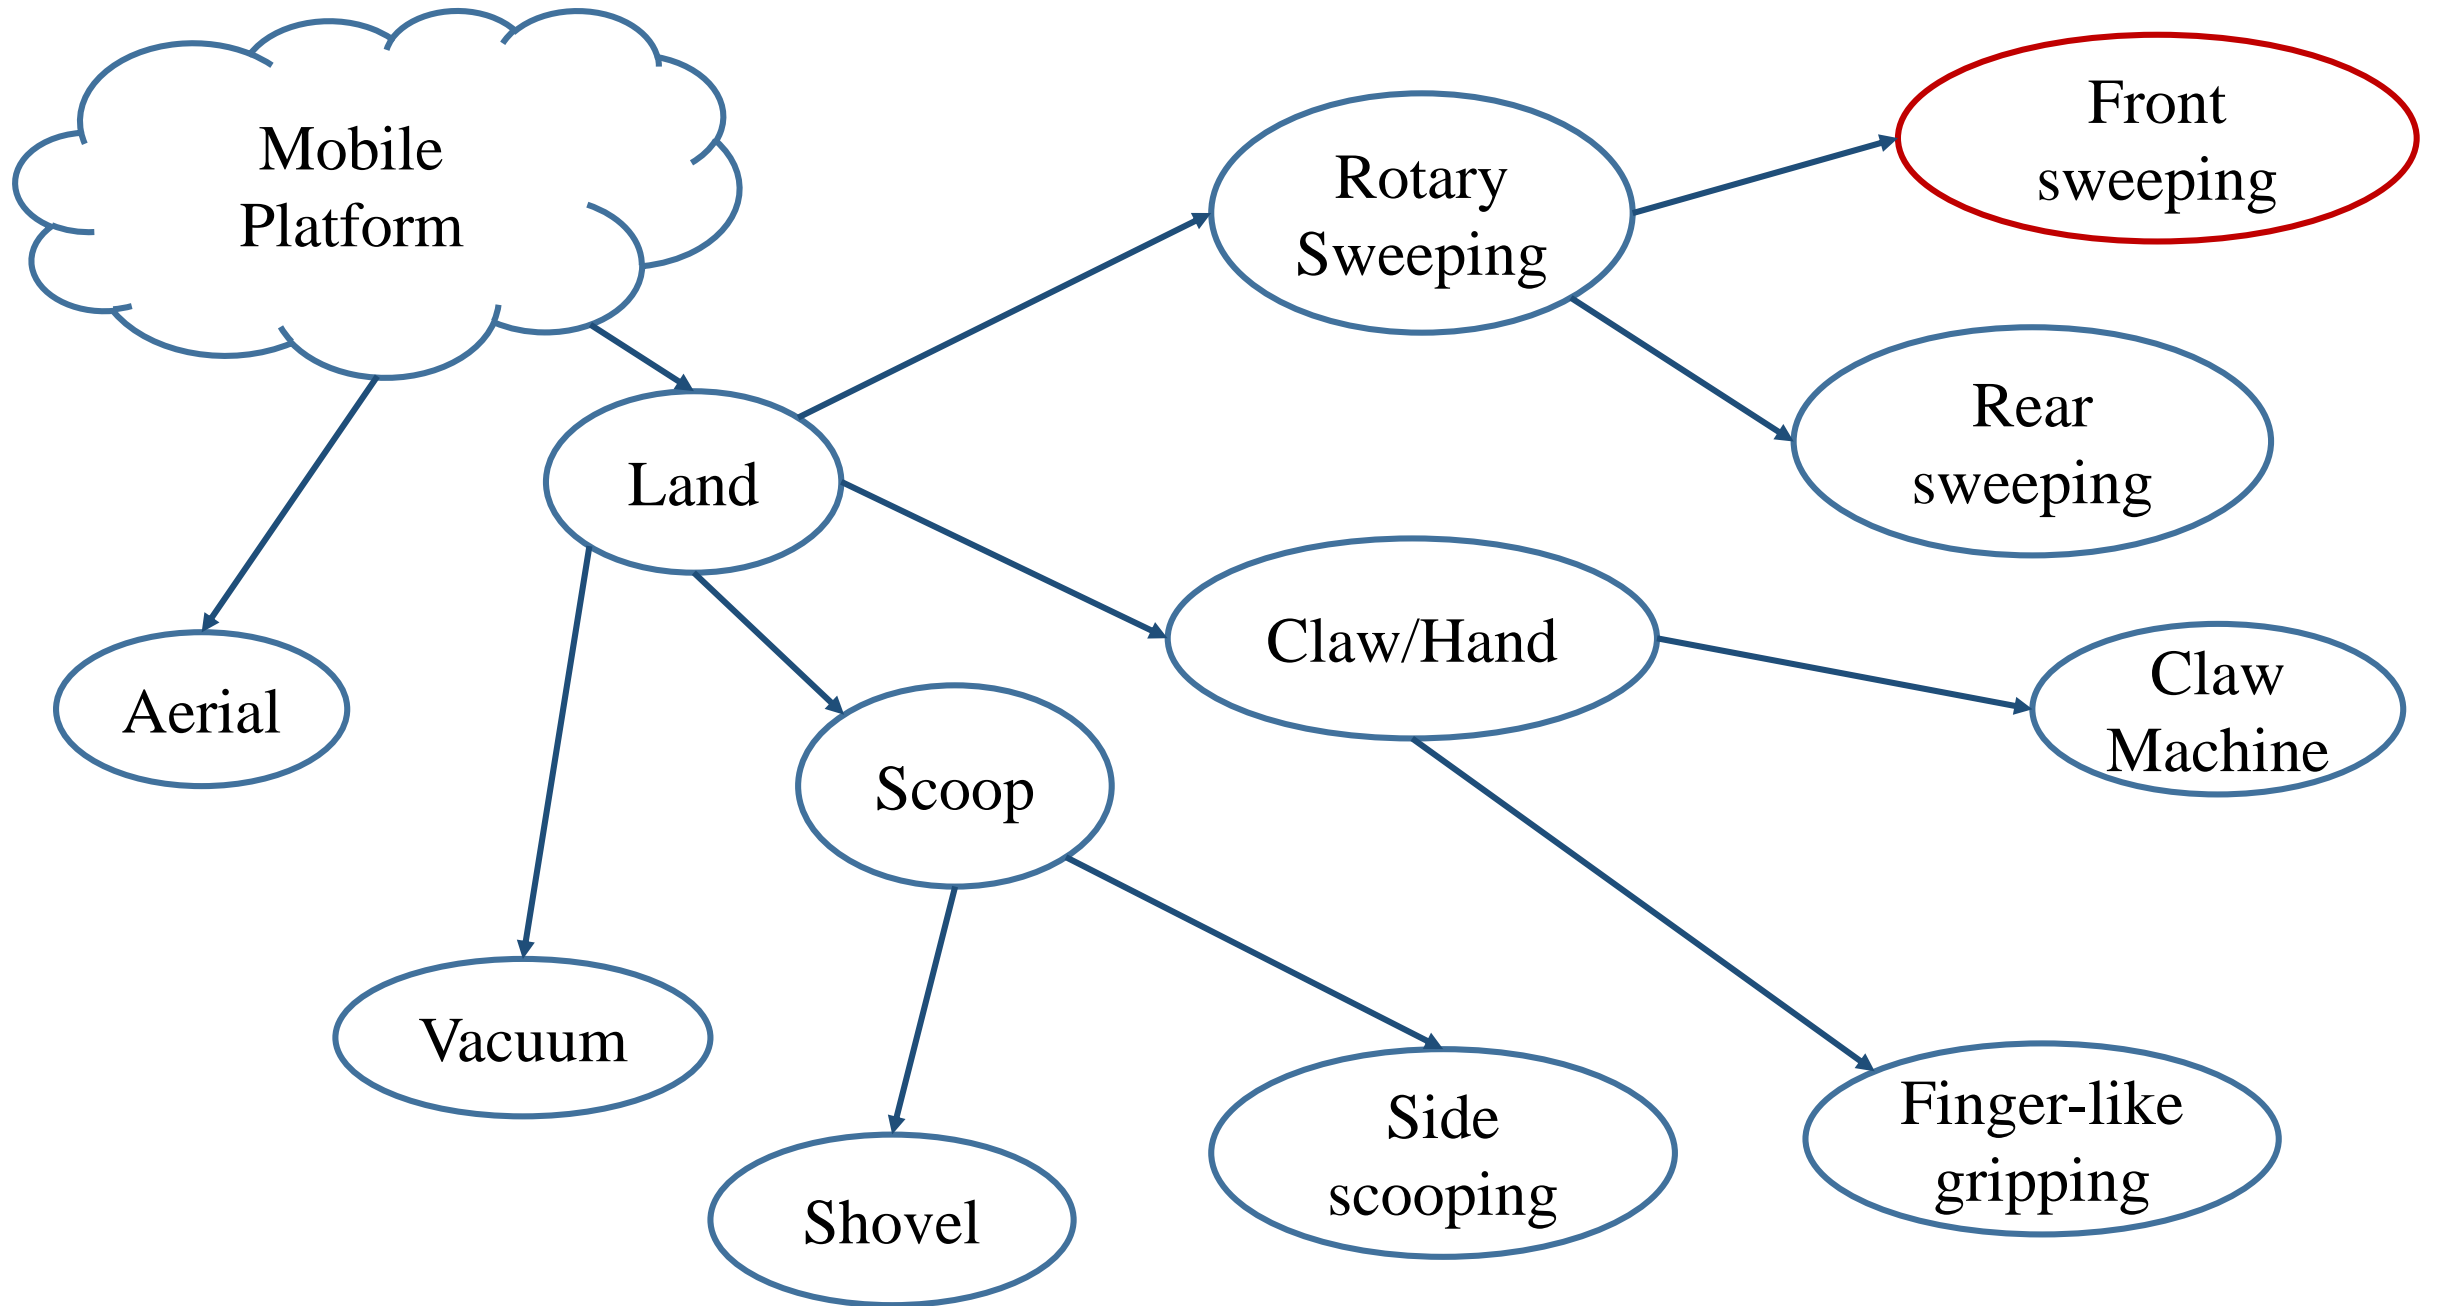 Mobile
Platform
Front
sweeping
Rotary
Sweeping
Rear
sweeping
Land
Claw/Hand
Claw
Machine
Aerial
Scoop
Vacuum
Side
scooping
Finger-like
gripping
Shovel